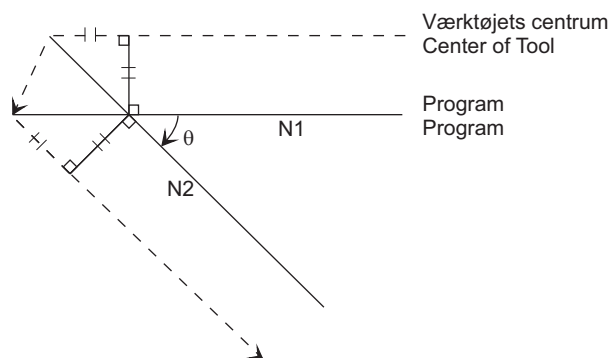 Værktøjets centrum
Center of Tool
Program
Program
N1
θ
N2